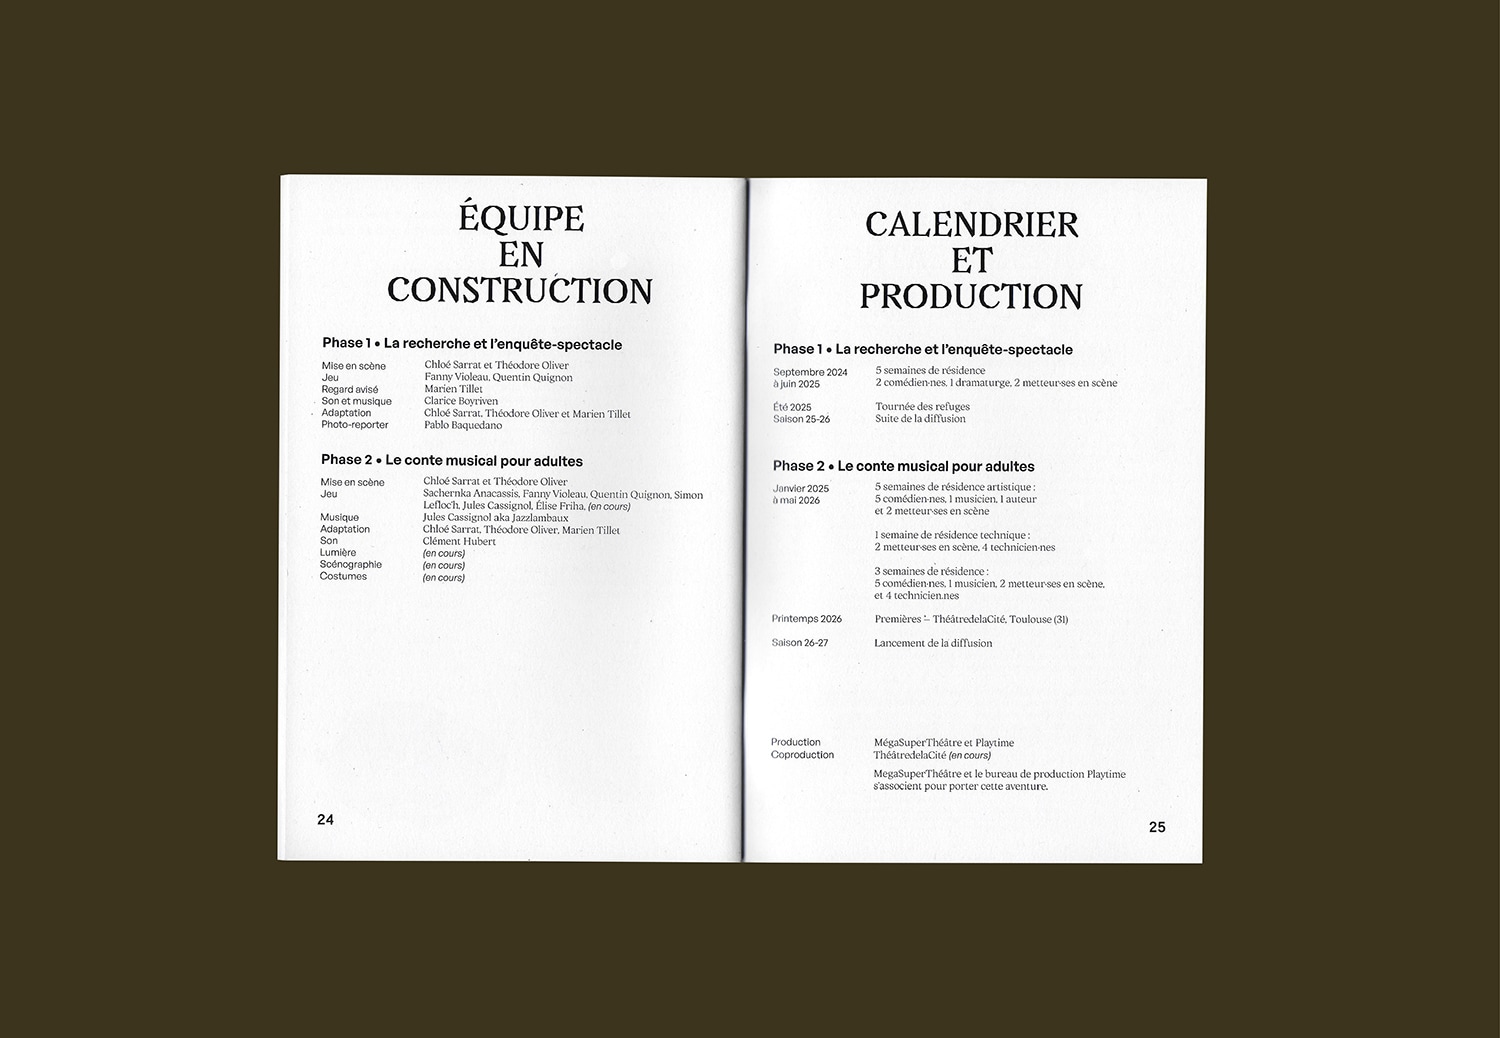 ÉQUIPE
EN
CONSTRUCTION
Phase 1 • La recherche et l'enquête-spectacle
Mise en scène Chloé Sarrat et Théodore Oliver
Jeu Fanny Violeau, Quentin Quignon
Regard avisé Marien Tillet
Son et musique Clarice Boyriven
Adaptation Chloé Sarrat, Théodore Oliver et Marien Tillet
Photo-reporter Pablo Baquedano
Phase 2 • Le conte musical pour adultes
Mise en scène Chloé Sarrat et Théodore Oliver
Jeu Sachernka Anacassis, Fanny Violeau, Quentin Quignon, Simon
Lefloc'h, Jules Cassignol, Élise Friha, (en cours)
Musique Jules Cassignol aka Jazzlambaux
Adaptation Chloé Sarrat, Théodore Oliver, Marien Tillet
Son Clément Hubert
Lumière (en cours)
Scénographie (en cours)
Costumes (en cours)
24
CALENDRIER
ET
PRODUCTION
Phase 1 • La recherche et l'enquête-spectacle
Septembre 2024 5 semaines de résidence
à juin 2025 2 comédien·nes, 1 dramaturge, 2 metteur·ses en scène
Été 2025 Tournée des refuges
Saison 25-26 Suite de la diffusion
Phase 2 • Le conte musical pour adultes
Janvier 2025 5 semaines de résidence artistique :
à mai 2026 5 comédien·nes, 1 musicien, 1 auteur
et 2 metteur·ses en scène
1 semaine de résidence technique :
2 metteur·ses en scène, 4 technicien·nes
3 semaines de résidence :
5 comédien·nes, 1 musicien, 2 metteur·ses en scène,
et 4 technicien.nes
Printemps 2026 Premières – ThéâtredelaCité, Toulouse (31)
Saison 26-27 Lancement de la diffusion
Production MégaSuperThéâtre et Playtime
Coproduction ThéâtredelaCité (en cours)
MegaSuperThéâtre et le bureau de production Playtime
s'associent pour porter cette aventure.
25